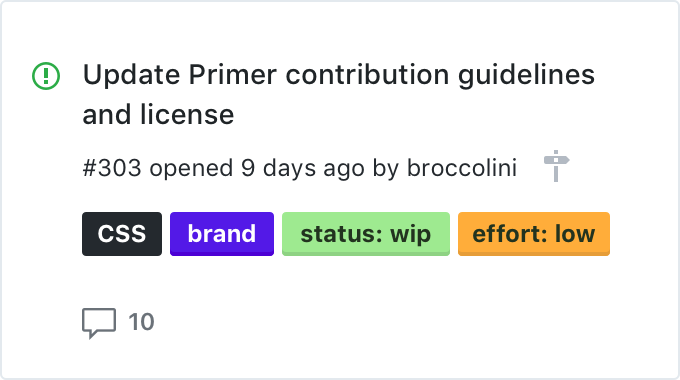 Update Primer contribution guidelines
and license
#303 opened 9 days ago by broccolini
CSS brand status: wip effort: low
10